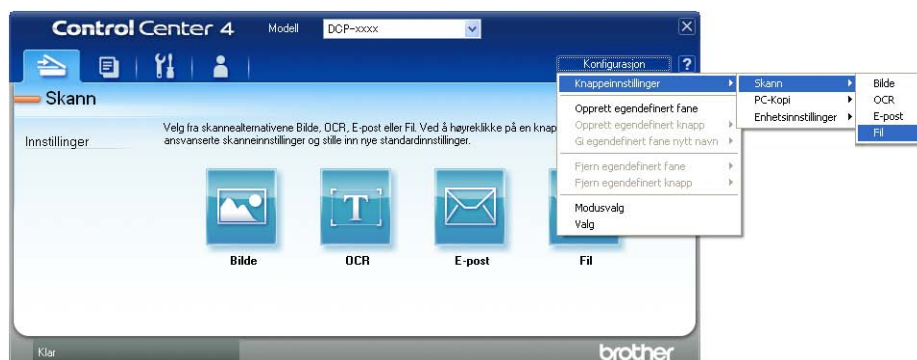 Control Center 4 Modell DCP-xxxx
Konfigurasjon ?
Skann
Innstillinger
Velg fra skannealternativene Bilde, OCR, E-post eller Fil. Ved å høyreklikke på en knap
ansvanserte skanneinnstillinger og stille inn nye standardinnstillinger.
Bilde OCR E-post Fil
Knappeinnstillinger
Opprett egendefinert fane
Opprett egendefinert knapp
Gi egendefinert fane nytt navn
Fjern egendefinert fane
Fjern egendefinert knapp
Modusvalg
Valg
Skann
PC-Kopi
Enhetsinnstillinger
Bilde
OCR
E-post
Fil
Klar
brother